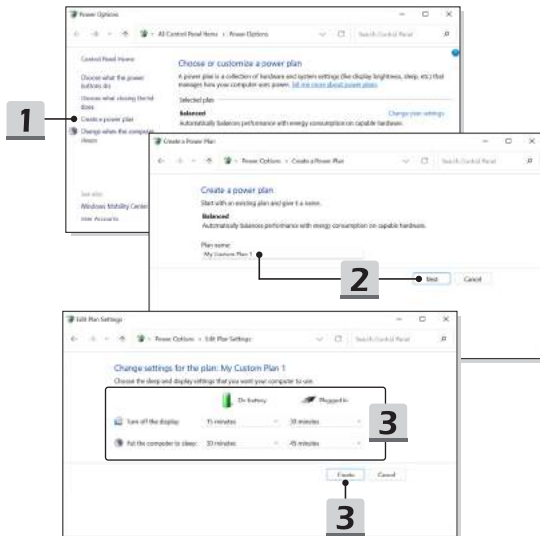 Power Options
All Control Panel Items > Power Options
Search Control Panel
Control Panel Home
Choose what the power
buttons do
Choose what closing the lid
does
Create a power plan
Change when the computer
sleeps
See also
Windows Mobility Center
User Accounts
Choose or customize a power plan
A power plan is a collection of hardware and system settings (like display brightness, sleep, etc.) that
manages how your computer uses power. Tell me more about power plans.
Selected plan
Balanced
Change plan settings
Automatically balances performance with energy consumption on capable hardware.
1
Create a Power Plan
Power Options > Create a Power Plan
Search Control Panel
Create a power plan
Start with an existing plan and give it a name.
Balanced
Automatically balances performance with energy consumption on capable hardware.
Plan name:
My Custom Plan 1
2
Next
Cancel
Edit Plan Settings
Power Options > Edit Plan Settings
Search Control Panel
Change settings for the plan: My Custom Plan 1
Choose the sleep and display settings that you want your computer to use.
On battery
Plugged in
Turn off the display:
15 minutes
30 minutes
Put the computer to sleep:
30 minutes
45 minutes
3
Create
Cancel
3